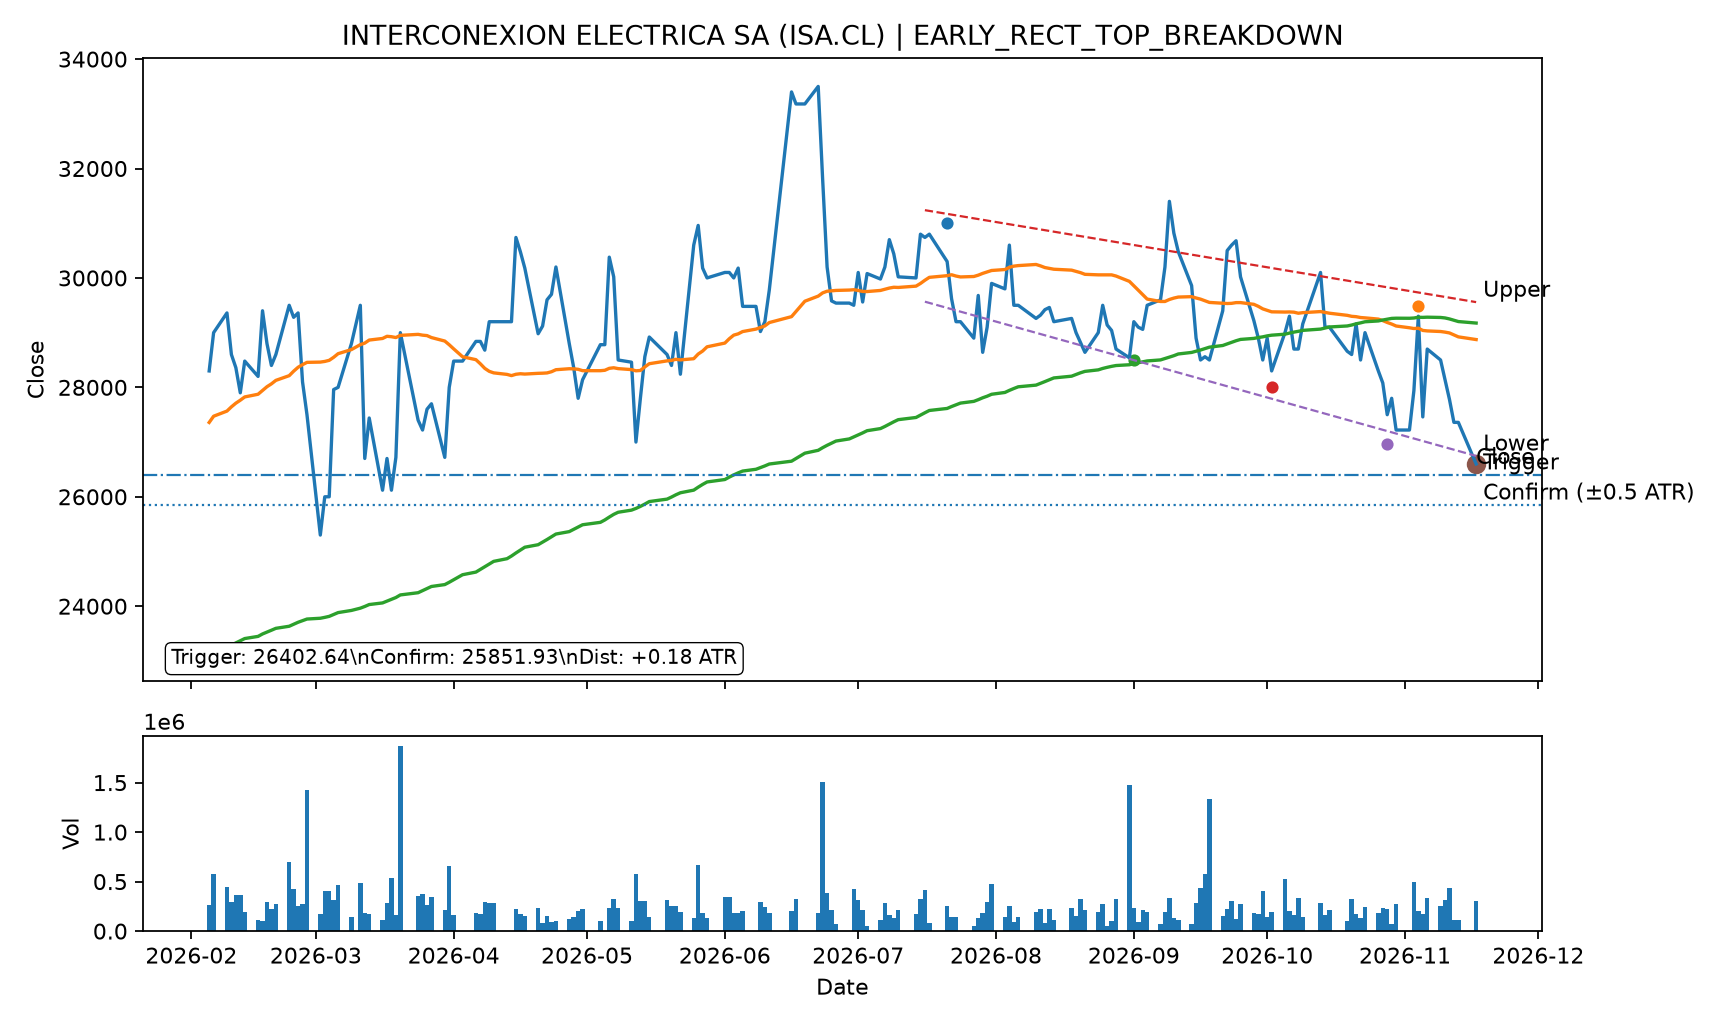 INTERCONEXION ELECTRICA SA (ISA.CL) | EARLY_RECT_TOP_BREAKDOWN
34000
32000
30000
28000
26000
24000
Close
Upper
Lower
Close
Trigger
Confirm (±0.5 ATR)
Trigger: 26402.64\nConfirm: 25851.93\nDist: +0.18 ATR
1e6
1.5
1.0
0.5
0.0
Vol
2026-02 2026-03 2026-04 2026-05 2026-06 2026-07 2026-08 2026-09 2026-10 2026-11 2026-12
Date